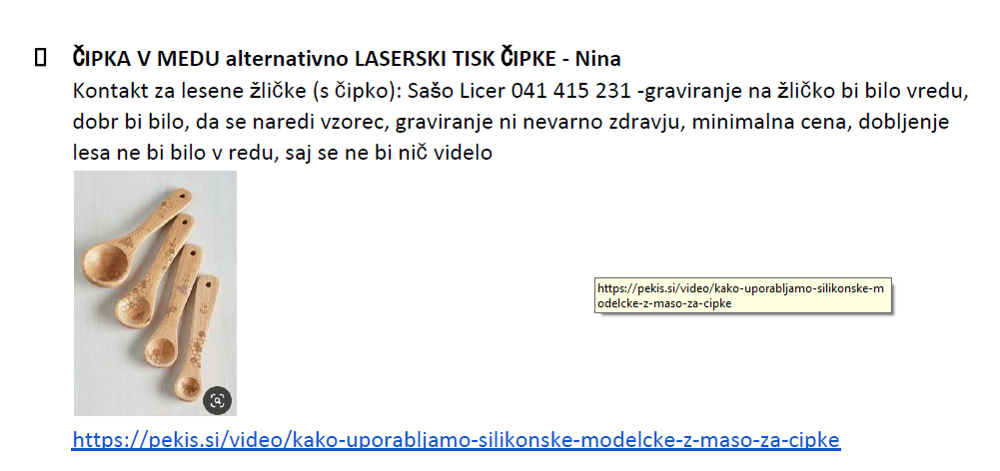 ČIPKA V MEDU alternativno LASERSKI TISK ČIPKE - Nina
Kontakt za lesene žličke (s čipko): Sašo Licer 041 415 231 -graviranje na žličko bi bilo vredu,
dobr bi bilo, da se naredi vzorec, graviranje ni nevarno zdravju, minimalna cena, dobljenje
lesa ne bi bilo v redu, saj se ne bi nič videlo
https://pekis.si/video/kako-uporabljamo-silikonske-m
odelcke-z-maso-za-cipke
https://pekis.si/video/kako-uporabljamo-silikonske-modelcke-z-maso-za-cipke